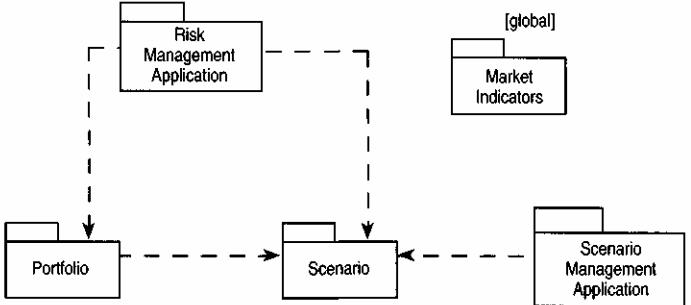 [global]
Risk
Management
Application
Market
Indicators
Portfolio
Scenario
Scenario
Management
Application